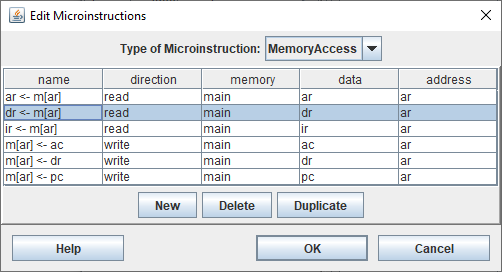 Edit Microinstructions
Type of Microinstruction: MemoryAccess
name direction memory data address
ar <- m[ar] read main ar ar
dr <- m[ar] read main dr ar
ir <- m[ar] read main ir ar
m[ar] <- ac write main ac ar
m[ar] <- dr write main dr ar
m[ar] <- pc write main pc ar
New Delete Duplicate
Help OK Cancel